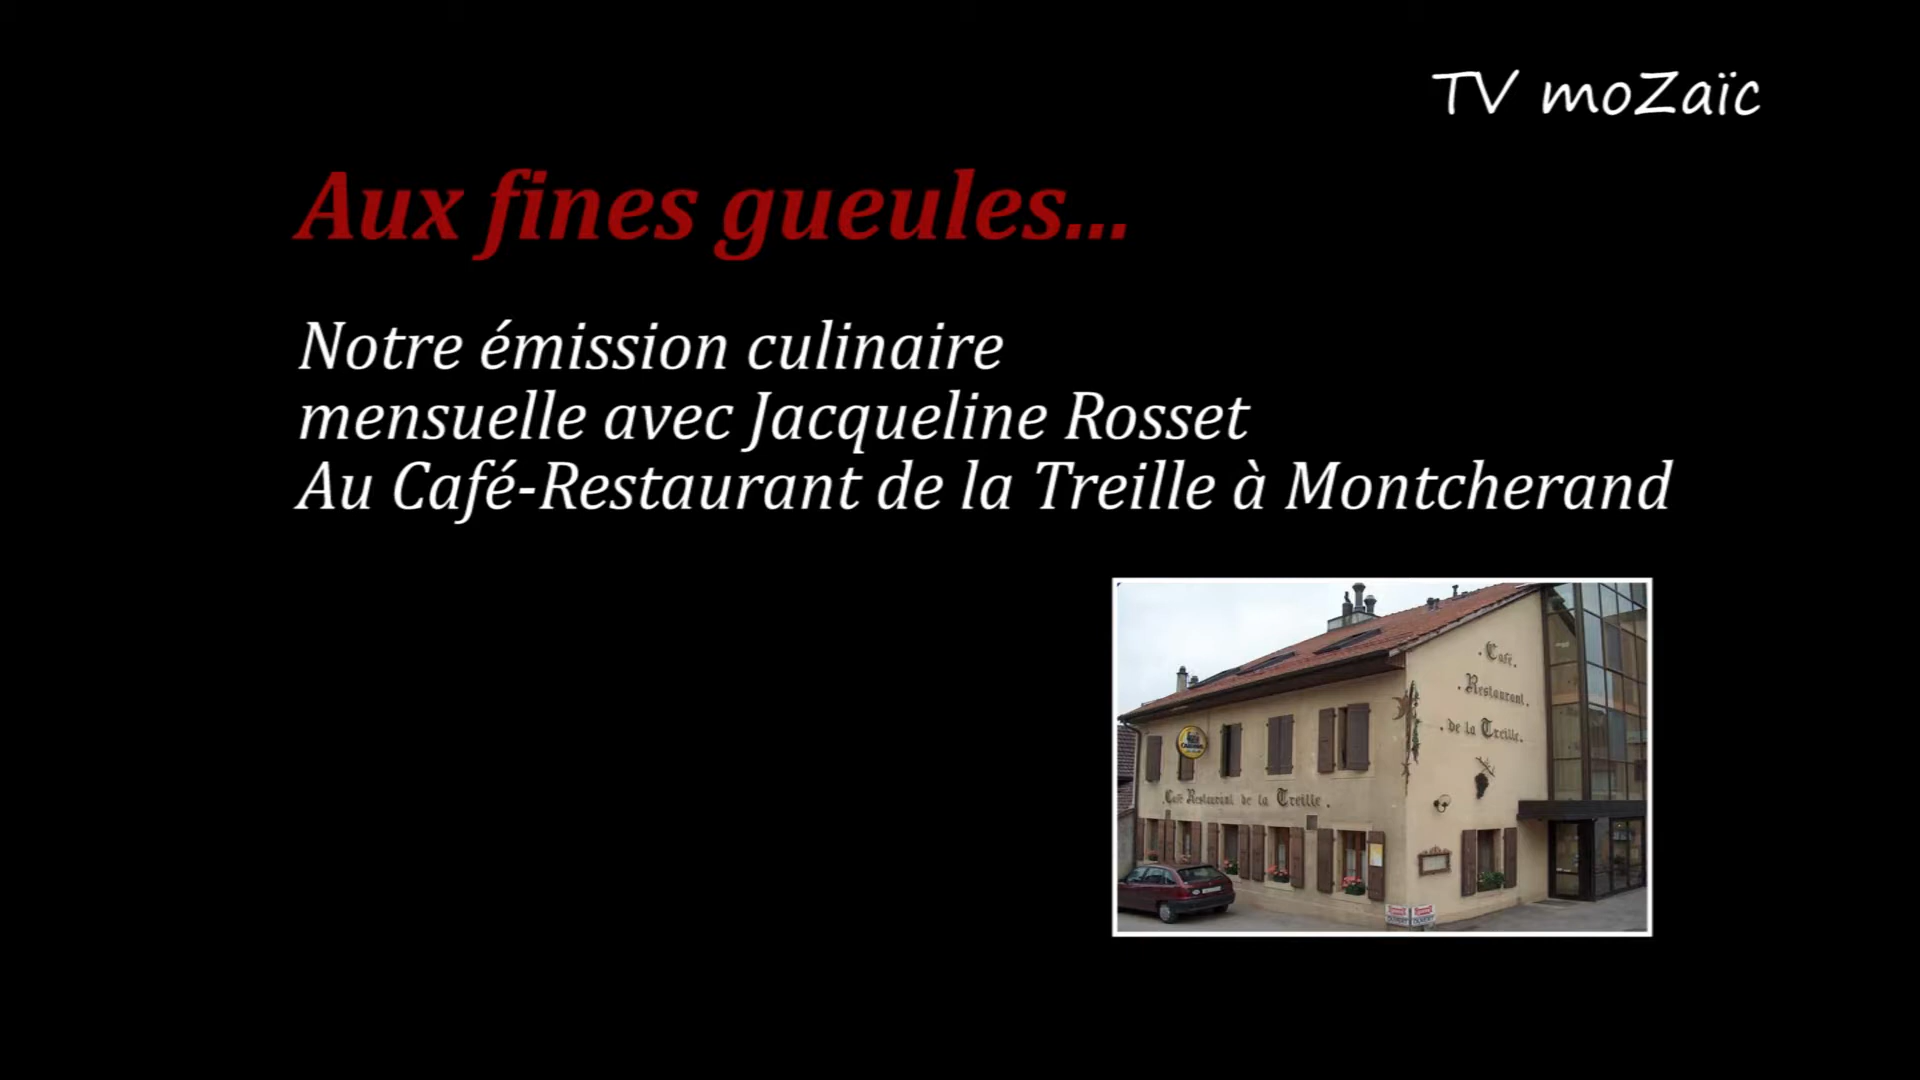 TV moZaïc
Aux fines gueules...
Notre émission culinaire
mensuelle avec Jacqueline Rosset
Au Café-Restaurant de la Treille à Montcherand
. Café .
. Restaurant .
. de la Treille .
. Café Restaurant de la Treille .